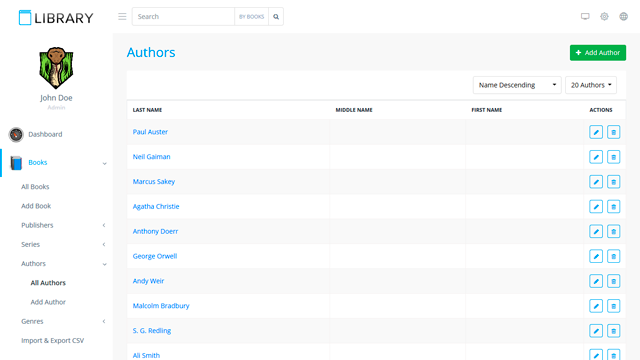 LIBRARY
Search
BY BOOKS
John Doe
Admin
Dashboard
Books
All Books
Add Book
Publishers
Series
Authors
All Authors
Add Author
Genres
Import & Export CSV
Authors
Add Author
Name Descending
20 Authors
LAST NAME MIDDLE NAME FIRST NAME ACTIONS
Paul Auster
Neil Gaiman
Marcus Sakey
Agatha Christie
Anthony Doerr
George Orwell
Andy Weir
Malcolm Bradbury
S. G. Redling
Ali Smith